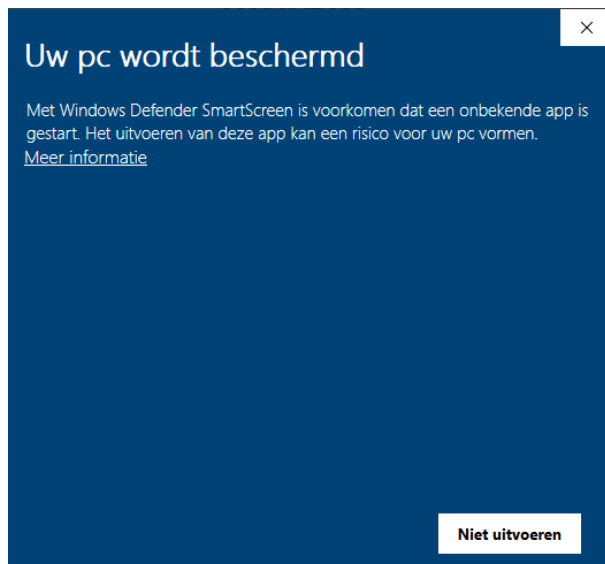 Uw pc wordt beschermd
Met Windows Defender SmartScreen is voorkomen dat een onbekende app is
gestart. Het uitvoeren van deze app kan een risico voor uw pc vormen.
Meer informatie
Niet uitvoeren